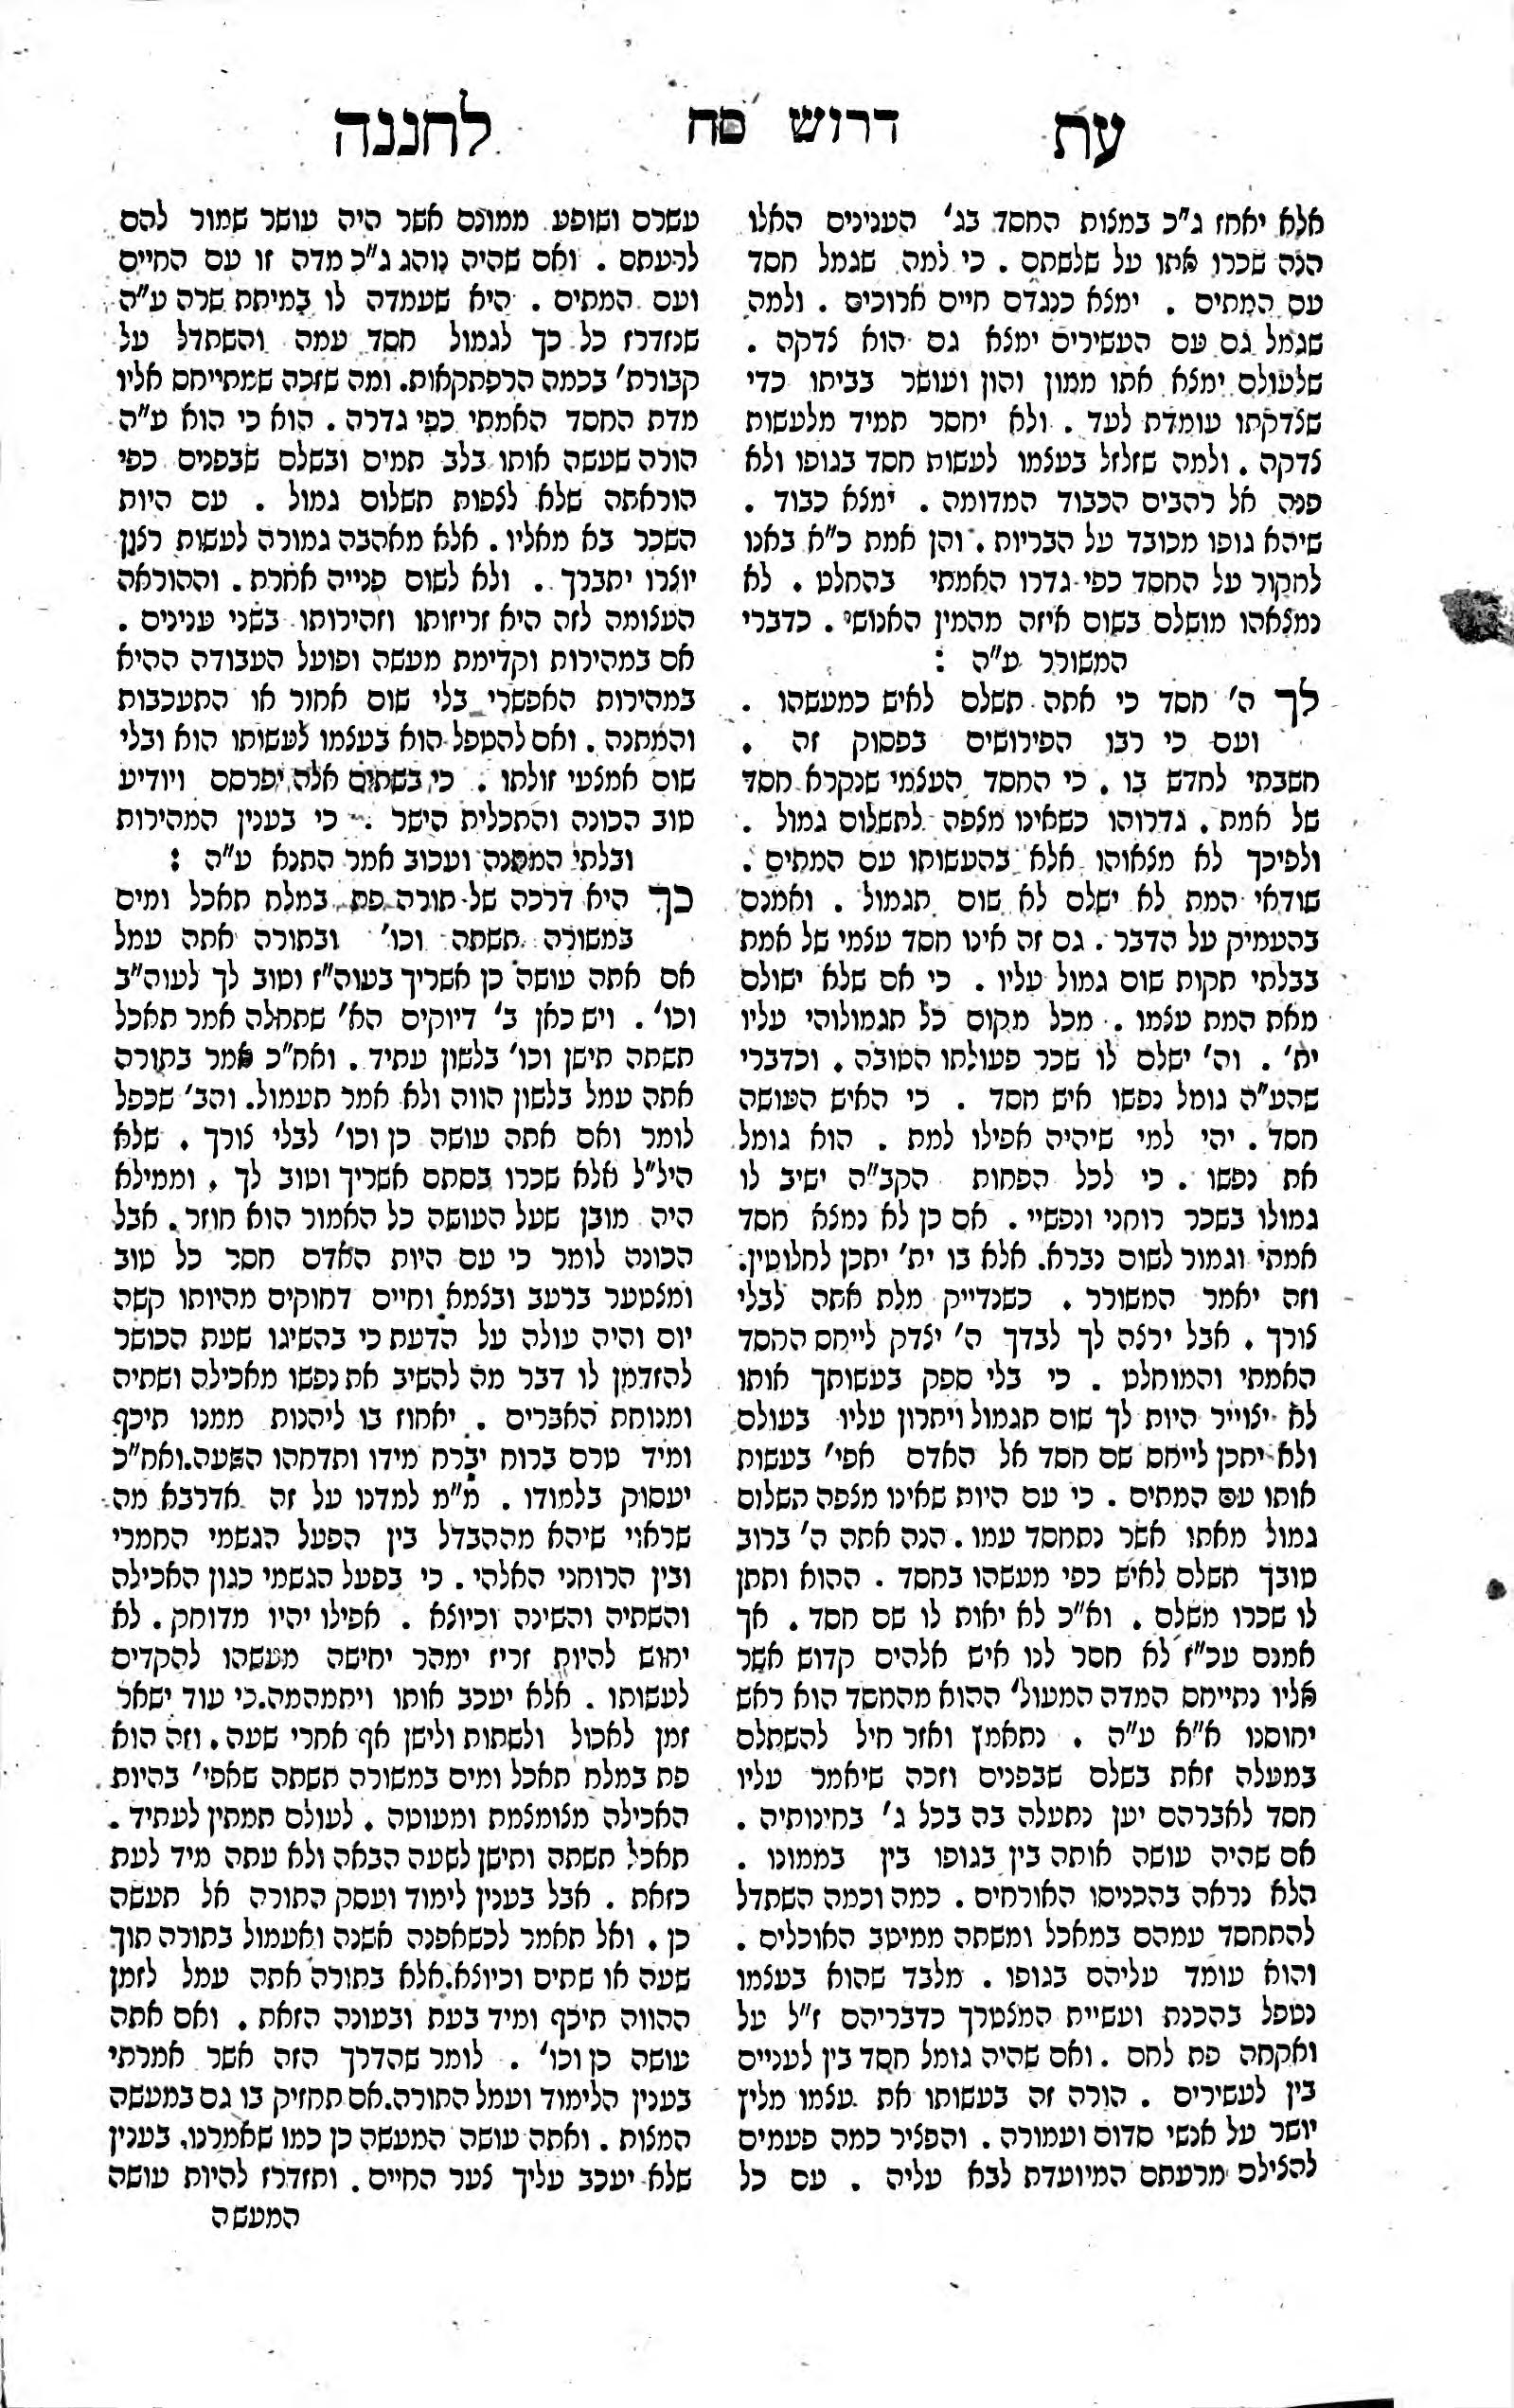 עת דרוש סח לחננה
אלא יאחז ג"כ במצות החסד בג' הענינים האלו
הנה שכרו אתו על שלשתם . כי למה שגמל חסד
עם המתים . ימצא כנגדם חיים ארוכים . ולמה
שגמל גם עם העשירים ימצא גם הוא צדקה .
שלעולם ימצא אתו ממון והון ועושר בביתו כדי
שצדקתו עומדת לעד . ולא יחסר תמיד מלעשות
צדקה . ולמה שזלזל בעצמו לעשות חסד בגופו ולא
פנה אל רהבים הכבוד המדומה . ימצא כבוד .
שיהא גופו מכובד על הבריות . והן אמת כ"א באנו
לחקור על החסד כפי גדרו האמתי בהחלט . לא
נמצאהו מושלם בשום איזה מהמין האנושי . כדברי
המשורר ע"ה :
לך ה' חסד כי אתה תשלם לאיש כמעשהו .
ועם כי רבו הפירושים בפסוק זה .
חשבתי לחדש בו . כי החסד העצמי שנקרא חסד
של אמת . גדרוהו כשאינו מצפה לתשלום גמול .
ולפיכך לא מצאוהו אלא בהעשותו עם המתים .
שודאי המת לא ישלם לא שום תגמול . ואמנם
בהעמיק על הדבר . גם זה אינו חסד עצמי של אמת
בבלתי תקות שום גמול עליו . כי אם שלא ישולם
מאת המת עצמו . מכל מקום כל תגמולוהי עליו
ית' . וה' ישלם לו שכר פעולתו הטובה . וכדברי
שהע"ה גומל נפשו איש חסד . כי האיש העושה
חסד . יהי למי שיהיה אפילו למת . הוא גומל
את נפשו . כי לכל הפחות הקב"ה ישיב לו
גמולו בשכר רוחני ונפשיי . אם כן לא נמצא חסד
אמתי וגמור לשום נברא . אלא בו ית' יתכן לחלוטין.
וזה יאמר המשורר . כשנדייק מלת אתה לבלי
צורך . אבל ירצה לך לבדך ה' יצדק לייחס החסד
האמתי והמוחלט . כי בלי ספק בעשותך אותו
לא יצוייר היות לך שום תגמול ויתרון עליו בעולם
ולא יתכן לייחס שם חסד אל האדם אפי' בעשות
אותו עם המתים . כי עם היות שאינו מצפה תשלום
גמול מאתו אשר נתחסד עמו . הנה אתה ה' ברוב
טובך תשלם לאיש כפי מעשהו בחסד . ההוא ותתן
לו שכרו משלם . וא"כ לא יאות לו שם חסד . אך
אמנם עכ"ז לא חסר לנו איש אלהים קדוש אשר
אליו נתייחס המדה המעול' ההוא מהחסד הוא ראש
יחוסנו א"א ע"ה . נתאמץ ואזר חיל להשתלם
במעלה זאת בשלם שבפנים וזכה שיאמר עליו
חסד לאברהם יען נתעלה בה בכל ג' בחינותיה .
אם שהיה עושה אותה בין בגופו בין בממונו .
הלא נראה בהכניסו האורחים . כמה וכמה השתדל
להתחסד עמהם במאכל ומשתה ממיטב האוכלים .
והוא עומד עליהם בגופו . מלבד שהוא בעצמו
נטפל בהכנת ועשיית המצטרך כדבריהם ז"ל על
ואקחה פת לחם . ואם שהיה גומל חסד בין לעניים
בין לעשירים . הורה זה בעשותו את עצמו מליץ
יושר על אנשי סדום ועמורה . והפציר כמה פעמים
להצילם מרעתם המיועדת לבא עליה . עם כל
עשרם ושופע ממונם אשר היה עושר שמור להם
לרעתם . ואם שהיה נוהג ג"כ מדה זו עם החיים
ועם המתים . היא שעמדה לו במיתת שרה ע"ה
שנזדרז כל כך לגמול חסד עמה והשתדל על
קבורת' בכמה הרפתקאות . ומה שזכה שמתייחס אליו
מדת החסד האמתי כפי גדרה . הוא כי הוא ע"ה
הורה שעשה אותו בלב תמים ובשלם שבפנים כפי
הוראתה שלא לצפות תשלום גמול . עם היות
השכר בא מאליו . אלא מאהבה גמורה לעשות רצון
יוצרו יתברך . ולא לשום פנייה אחרת . וההוראה
העצומה לזה היא זריזותו וזהירותו בשני ענינים .
אם במהירות וקדימת מעשה ופועל העבודה ההיא
במהירות האפשרי בלי שום אחור או התעכבות
והמתנה . ואם להטפל הוא בעצמו לעשותו הוא ובלי
שום אמצעי זולתו . כי בשתים אלה יפרסם ויודיע
טוב הכונה והתכלית הישר . כי בענין המהירות
ובלתי המתנה ועכוב אמר התנא ע"ה :
כך היא דרכה של תורה פת במלח תאכל ומים
במשורה תשתה וכו' ובתורה אתה עמל
אם אתה עושה כן אשריך בעוה"ז וטוב לך לעוה"ב
וכו' . ויש כאן ב' דיוקים הא' שתחלה אמר תאכל
תשתה תישן וכו' בלשון עתיד . ואח"כ אמר בתורה
אתה עמל בלשון הווה ולא אמר תעמול . והב' שכפל
לומר ואם אתה עושה כן וכו' לבלי צורך . שלא
היל"ל אלא שכרו בסתם אשריך וטוב לך . וממילא
היה מובן שעל העושה כל האמור הוא חוזר . אבל
הכונה לומר כי עם היות האדם חסר כל טוב
ומצטער ברעב ובצמא וחיים דחוקים מהיותו קשה
יום והיה עולה על הדעת כי בהשיגו שעת הכושר
להזדמן לו דבר מה להשיב את נפשו מאכילה ושתיה
ומנוחת האברים . יאחוז בו ליהנות ממנו תיכף
ומיד טרם ברוח יברח מידו ותדחהו השעה . ואח"כ
יעסוק בלמודו . מ"מ למדנו על זה אדרבא מה
שראוי שיהא מההבדל בין הפעל הגשמי החמרי
ובין הרוחני האלהי . כי בפעל הגשמי כגון האכילה
והשתיה והשינה וכיוצא . אפילו יהיו מדוחק . לא
יחוש להיות זריז ימהר יחישה מעשהו להקדים
לעשותו . אלא יעכב אותו ויתמהמה . כי עוד ישאר
זמן לאכול ולשתות ולישן אף אחרי שעה . וזה הוא
פת במלח תאכל ומים במשורה תשתה שאפי' בהיות
האכילה מצומצמת ומעוטה . לעולם תמתין לעתיד .
תאכל תשתה ותישן לשעה הבאה ולא עתה מיד לעת
כזאת . אבל בענין לימוד ועסק התורה אל תעשה
כן . ואל תאמר לכשאפנה אשנה ואעמול בתורה תוך
שעה או שתים וכיוצא . אלא בתורה אתה עמל לזמן
ההווה תיכף ומיד בעת ובעונה הזאת . ואם אתה
עושה כן וכו' . לומר שהדרך הזה אשר אמרתי
בענין הלימוד ועמל התורה . אם תחזיק בו גם במעשה
המצות . ואתה עושה המעשה כן כמו שאמרנו . בענין
שלא יעכב עליך צער החיים . ותזדרז להיות עושה
המעשה